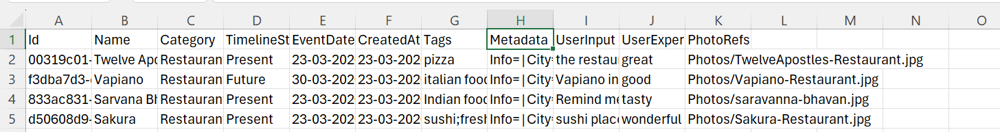 A B C D E F G H I J K L M N O
1 Id Name Category TimelineSt EventDate CreatedAt Tags Metadata UserInput UserExper PhotoRefs
2 00319c01- Twelve Apo Restauran Present 23-03-202 23-03-202 pizza Info=|City= the restau great Photos/TwelveApostles-Restaurant.jpg
3 f3dba7d3- Vapiano Restauran Future 30-03-202 23-03-202 italian food Info=|City= Vapiano in good Photos/Vapiano-Restaurant.jpg
4 833ac831- Sarvana Bh Restauran Present 23-03-202 23-03-202 Indian food Info=|City= Remind me tasty Photos/saravanna-bhavan.jpg
5 d50608d9- Sakura Restauran Present 23-03-202 23-03-202 sushi;fresh Info=|City= sushi place wonderful Photos/Sakura-Restaurant.jpg